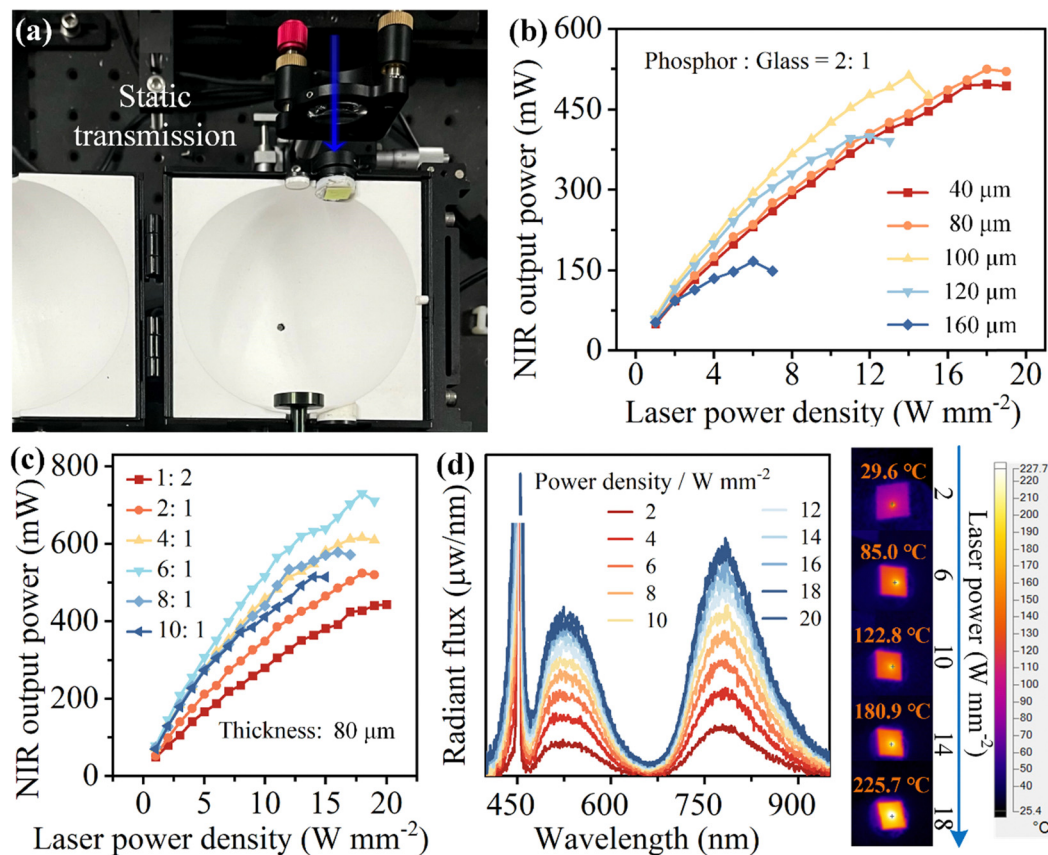 (a)
Static
transmission
(b)
Phosphor : Glass = 2: 1
NIR output power (mW)
600
450
300
150
0
40 μm
80 μm
100 μm
120 μm
160 μm
0 4 8 12 16 20
Laser power density (W mm⁻²)
(c)
NIR output power (mW)
800
600
400
200
0
1: 2
2: 1
4: 1
6: 1
8: 1
10: 1
Thickness: 80 μm
0 5 10 15 20
Laser power density (W mm⁻²)
(d)
Radiant flux (μw/nm)
Power density / W mm⁻²
2
4
6
8
10
12
14
16
18
20
450 600 750 900
Wavelength (nm)
29.6 °C
85.0 °C
122.8 °C
180.9 °C
225.7 °C
2
6
10
14
18
Laser power (W mm⁻²)
227.7
220
210
200
190
180
170
160
150
140
130
120
110
100
90
80
70
60
50
40
25.4
°C